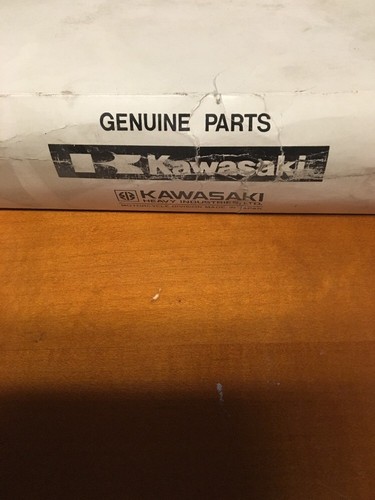 GENUINE PARTS
Kawasaki
KAWASAKI
HEAVY INDUSTRIES, LTD.